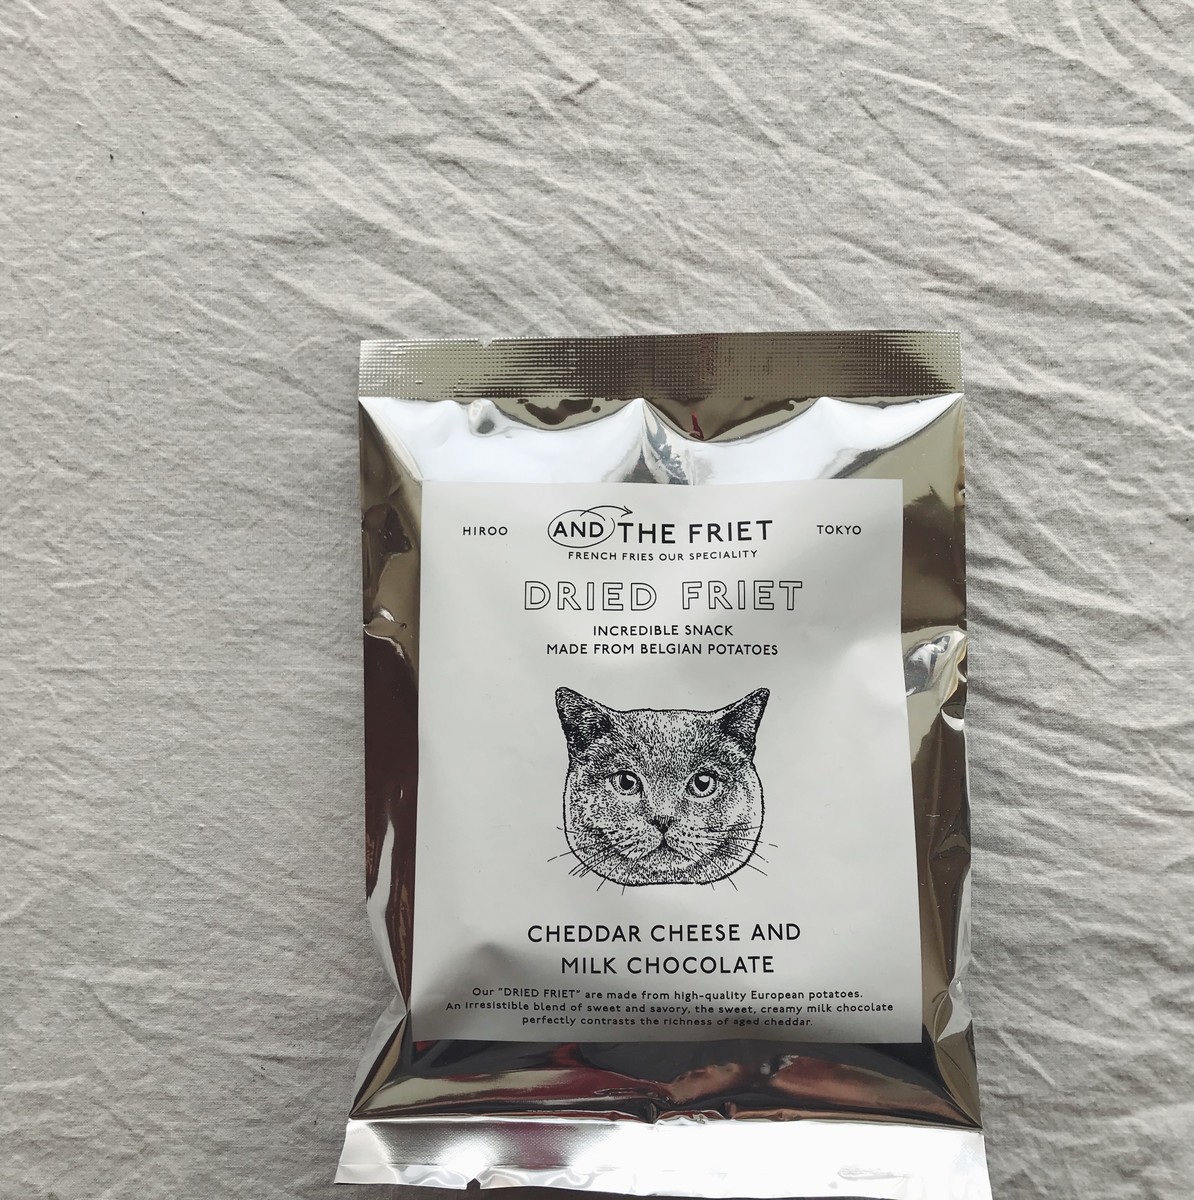 HIROO
AND THE FRIET
TOKYO
FRENCH FRIES OUR SPECIALITY
DRIED FRIET
INCREDIBLE SNACK
MADE FROM BELGIAN POTATOES
CHEDDAR CHEESE AND
MILK CHOCOLATE
Our "DRIED FRIET" are made from high-quality European potatoes.
An irresistible blend of sweet and savory, the sweet, creamy milk chocolate
perfectly contrasts the richness of aged cheddar.